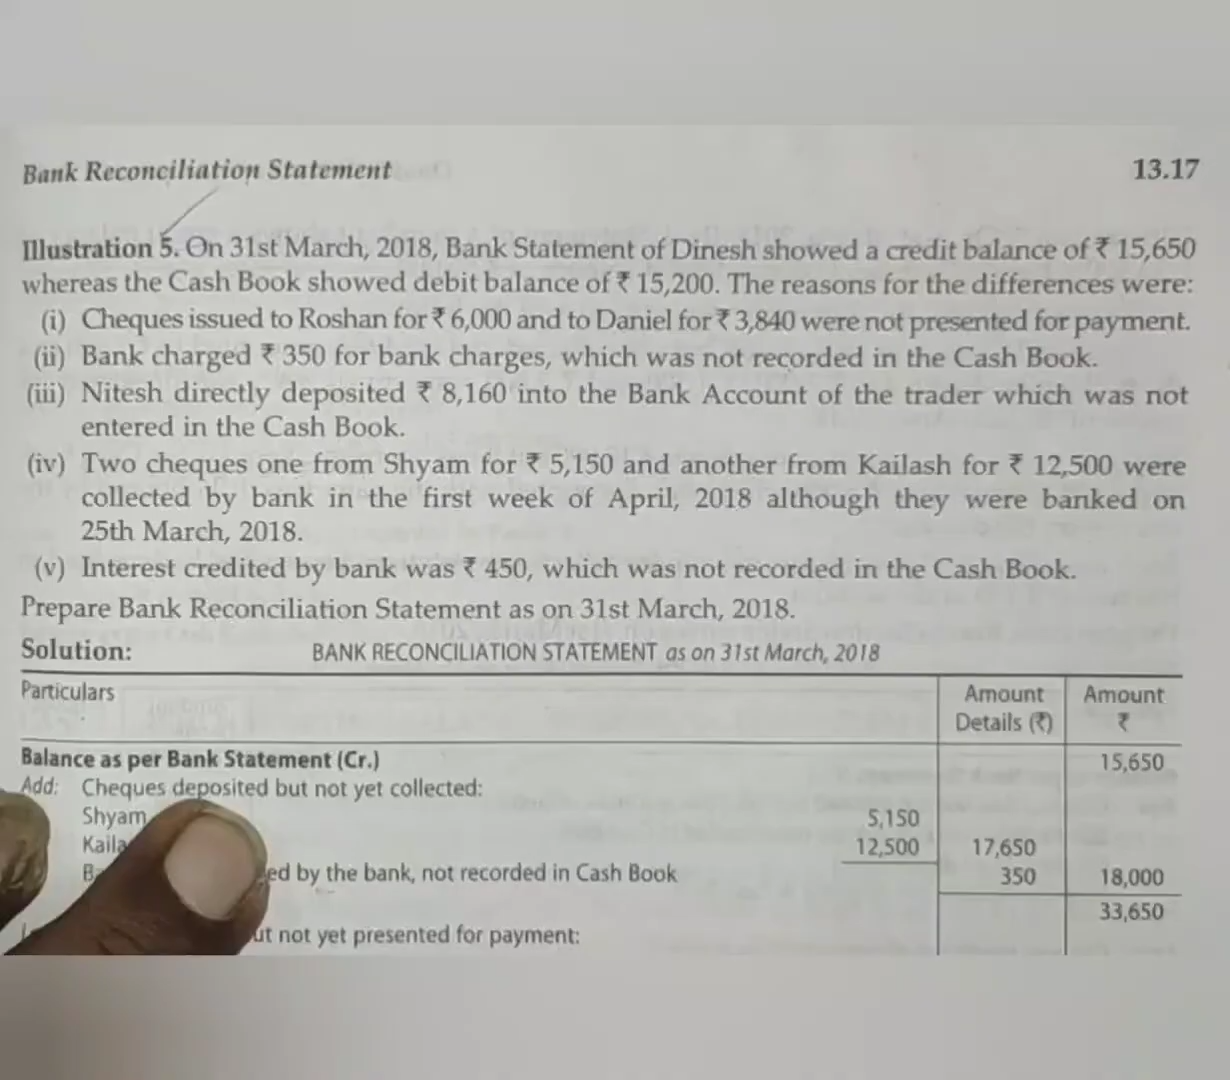 Bank Reconciliation Statement 13.17
Illustration 5. On 31st March, 2018, Bank Statement of Dinesh showed a credit balance of ₹ 15,650
whereas the Cash Book showed debit balance of ₹ 15,200. The reasons for the differences were:
(i) Cheques issued to Roshan for ₹ 6,000 and to Daniel for ₹ 3,840 were not presented for payment.
(ii) Bank charged ₹ 350 for bank charges, which was not recorded in the Cash Book.
(iii) Nitesh directly deposited ₹ 8,160 into the Bank Account of the trader which was not
entered in the Cash Book.
(iv) Two cheques one from Shyam for ₹ 5,150 and another from Kailash for ₹ 12,500 were
collected by bank in the first week of April, 2018 although they were banked on
25th March, 2018.
(v) Interest credited by bank was ₹ 450, which was not recorded in the Cash Book.
Prepare Bank Reconciliation Statement as on 31st March, 2018.
Solution: BANK RECONCILIATION STATEMENT as on 31st March, 2018
Particulars Amount Amount
Details (₹) ₹
Balance as per Bank Statement (Cr.) 15,650
Add: Cheques deposited but not yet collected:
Shyam 5,150
12,500 17,650
by the bank, not recorded in Cash Book 350 18,000
33,650
not yet presented for payment: